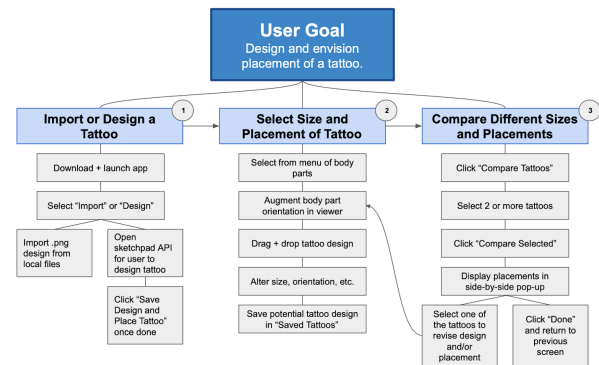 User Goal
Design and envision
placement of a tattoo.
1
Import or Design a
Tattoo
2
Select Size and
Placement of Tattoo
3
Compare Different Sizes
and Placements
Download + launch app
Select “Import” or “Design”
Import .png
design from
local files
Open
sketchpad API
for user to
design tattoo
Click “Save
Design and
Place Tattoo”
once done
Select from menu of body
parts
Augment body part
orientation in viewer
Drag + drop tattoo design
Alter size, orientation, etc.
Save potential tattoo design
in “Saved Tattoos”
Click “Compare Tattoos”
Select 2 or more tattoos
Click “Compare Selected”
Display placements in
side-by-side pop-up
Select one of
the tattoos to
revise design
and/or
placement
Click “Done”
and return to
previous
screen